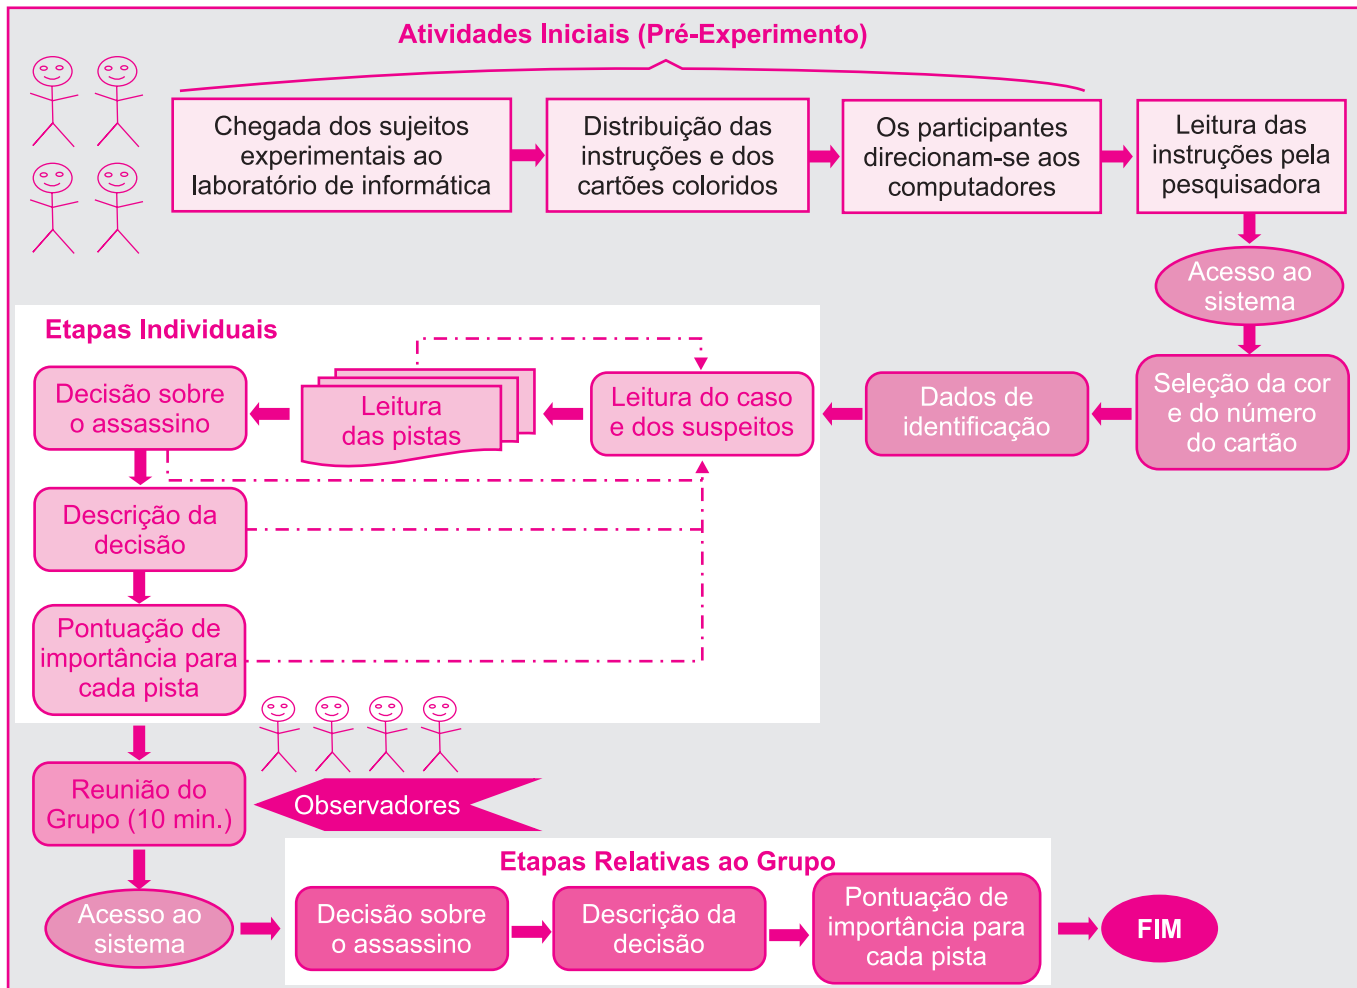 Atividades Iniciais (Pré-Experimento)
Chegada dos sujeitos
experimentais ao
laboratório de informática
Distribuição das
instruções e dos
cartões coloridos
Os participantes
direcionam-se aos
computadores
Leitura das
instruções pela
pesquisadora
Acesso ao
sistema
Seleção da cor
e do número
do cartão
Dados de
identificação
Etapas Individuais
Leitura do caso
e dos suspeitos
Leitura
das pistas
Decisão sobre
o assassino
Descrição da
decisão
Pontuação de
importância para
cada pista
Reunião do
Grupo (10 min.)
Observadores
Acesso ao
sistema
Etapas Relativas ao Grupo
Decisão sobre
o assassino
Descrição da
decisão
Pontuação de
importância para
cada pista
FIM